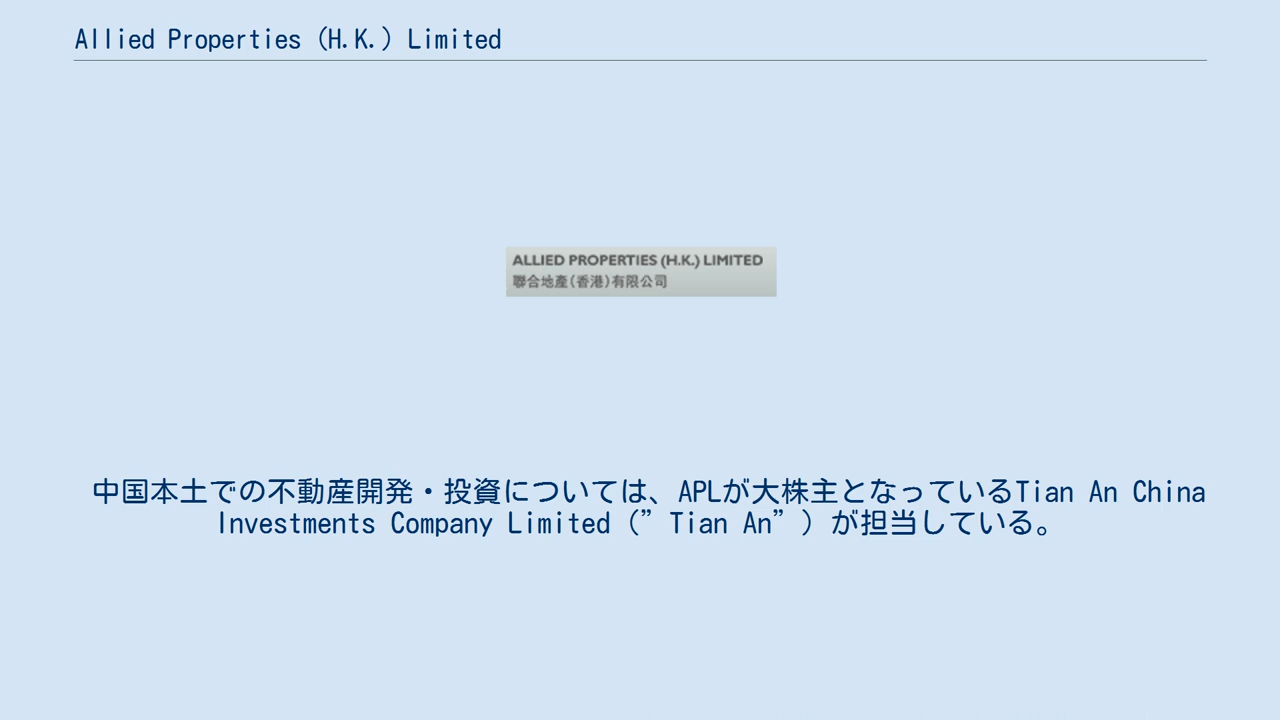 Allied Properties (H.K.) Limited
ALLIED PROPERTIES (H.K.) LIMITED
聯合地產(香港)有限公司
中国本土での不動産開発・投資については、APLが大株主となっているTian An China
Investments Company Limited（”Tian An”）が担当している。